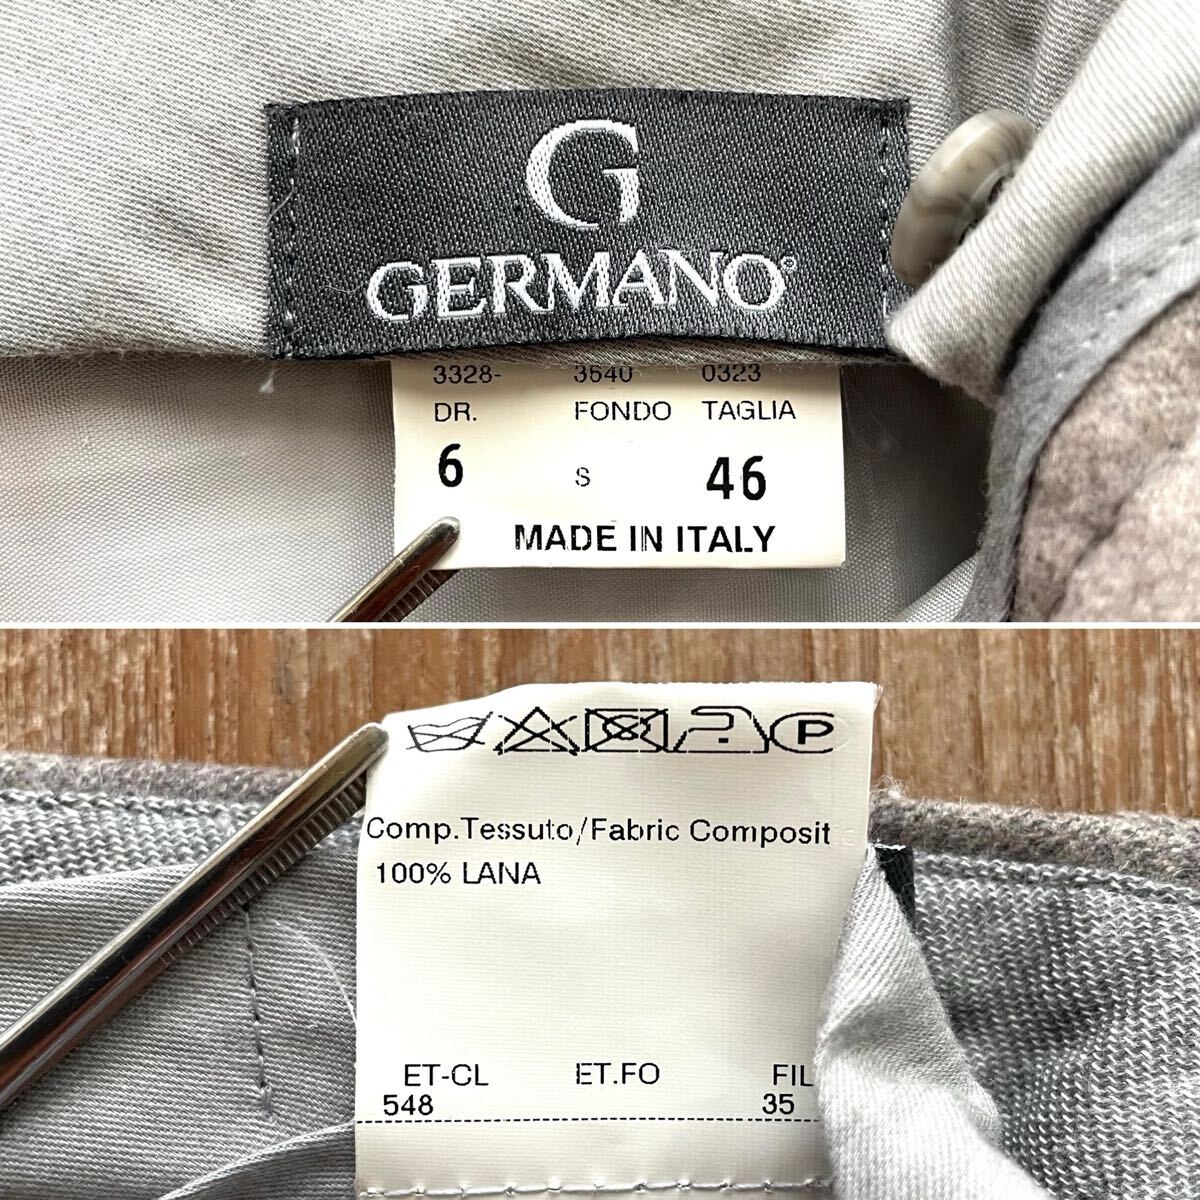 G
GERMANO®
3328- 3540 0323
DR. FONDO TAGLIA
6 S 46
MADE IN ITALY
P
Comp.Tessuto/Fabric Composit
100% LANA
ET-CL ET.FO FIL
548 35